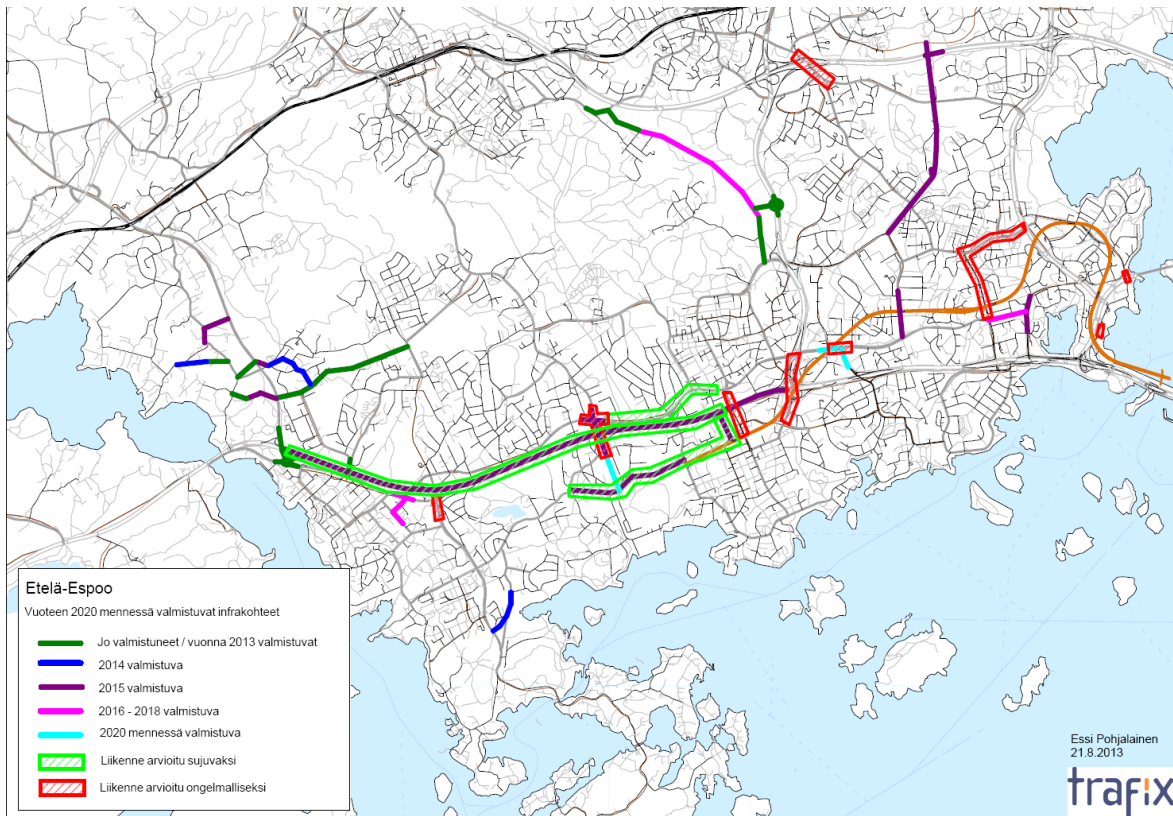 Etelä-Espoo
Vuoteen 2020 mennessä valmistuvat infrakohteet
Jo valmistuneet / vuonna 2013 valmistuvat
2014 valmistuva
2015 valmistuva
2016 - 2018 valmistuva
2020 mennessä valmistuva
Liikenne arvioitu sujuvaksi
Liikenne arvioitu ongelmalliseksi
Essi Pohjalainen
21.8.2013
trafix